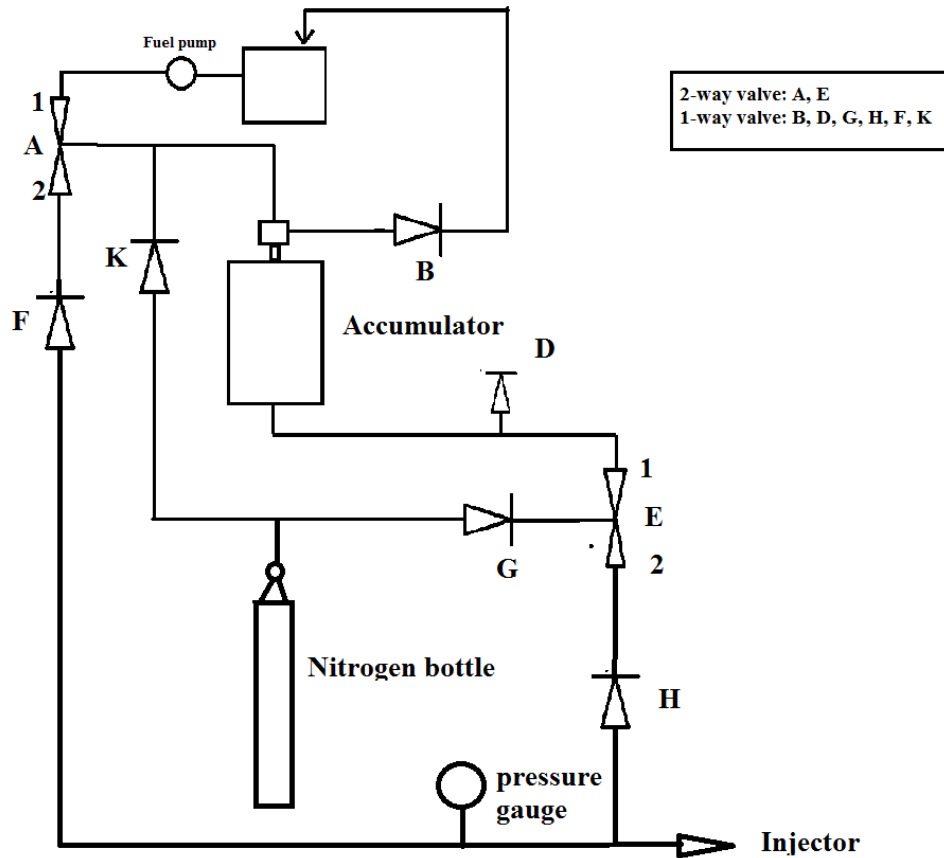 Fuel pump
2-way valve: A, E
1-way valve: B, D, G, H, F, K
1
A
2
K
B
F
Accumulator
D
1
E
G
2
Nitrogen bottle
H
pressure
gauge
Injector